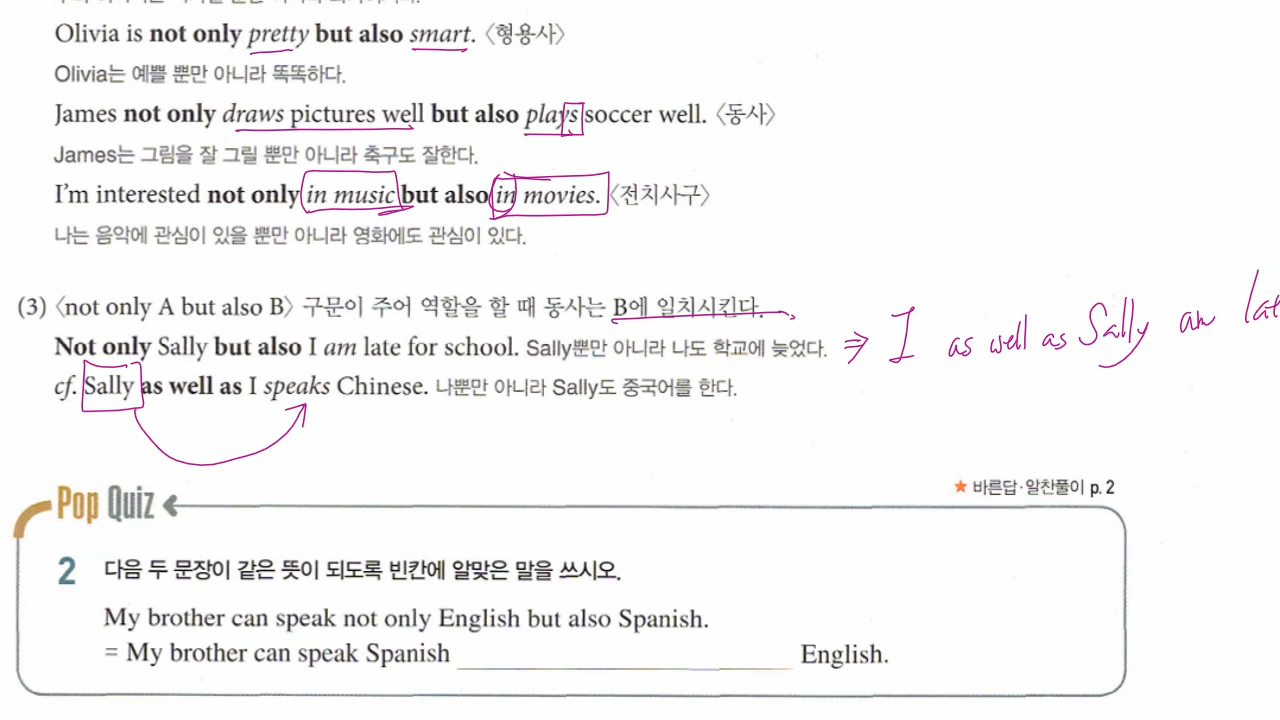 Olivia is not only pretty but also smart. 〈형용사〉
Olivia는 예쁠 뿐만 아니라 똑똑하다.
James not only draws pictures well but also plays soccer well. 〈동사〉
James는 그림을 잘 그릴 뿐만 아니라 축구도 잘한다.
I'm interested not only in music but also in movies. 〈전치사구〉
나는 음악에 관심이 있을 뿐만 아니라 영화에도 관심이 있다.
(3) 〈not only A but also B〉 구문이 주어 역할을 할 때 동사는 B에 일치시킨다.
Not only Sally but also I am late for school. Sally뿐만 아니라 나도 학교에 늦었다. ⇒ I as well as Sally am lat
cf. Sally as well as I speaks Chinese. 나뿐만 아니라 Sally도 중국어를 한다.
Pop Quiz
★ 바른답·알찬풀이 p. 2
2 다음 두 문장이 같은 뜻이 되도록 빈칸에 알맞은 말을 쓰시오.
My brother can speak not only English but also Spanish.
= My brother can speak Spanish ____________ English.